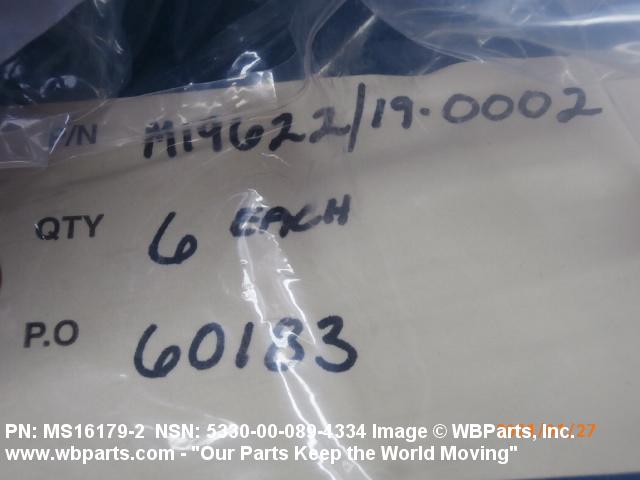 P/N M19622/19-0002
QTY 6 EACH
P.O 60183
PN: MS16179-2 NSN: 5330-00-089-4334 Image © WBParts, Inc.
www.wbparts.com - "Our Parts Keep the World Moving"